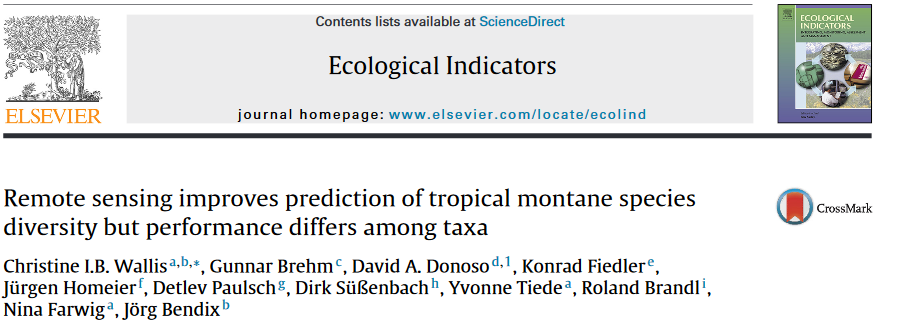 Contents lists available at ScienceDirect
Ecological Indicators
journal homepage: www.elsevier.com/locate/ecolind
ELSEVIER
ECOLOGICAL
INDICATORS
Remote sensing improves prediction of tropical montane species
diversity but performance differs among taxa
CrossMark
Christine I.B. Wallis a,b,*, Gunnar Brehm c, David A. Donoso d,1, Konrad Fiedler e,
Jürgen Homeier f, Detlev Paulsch g, Dirk Süßenbach h, Yvonne Tiede a, Roland Brandl i,
Nina Farwig a, Jörg Bendix b